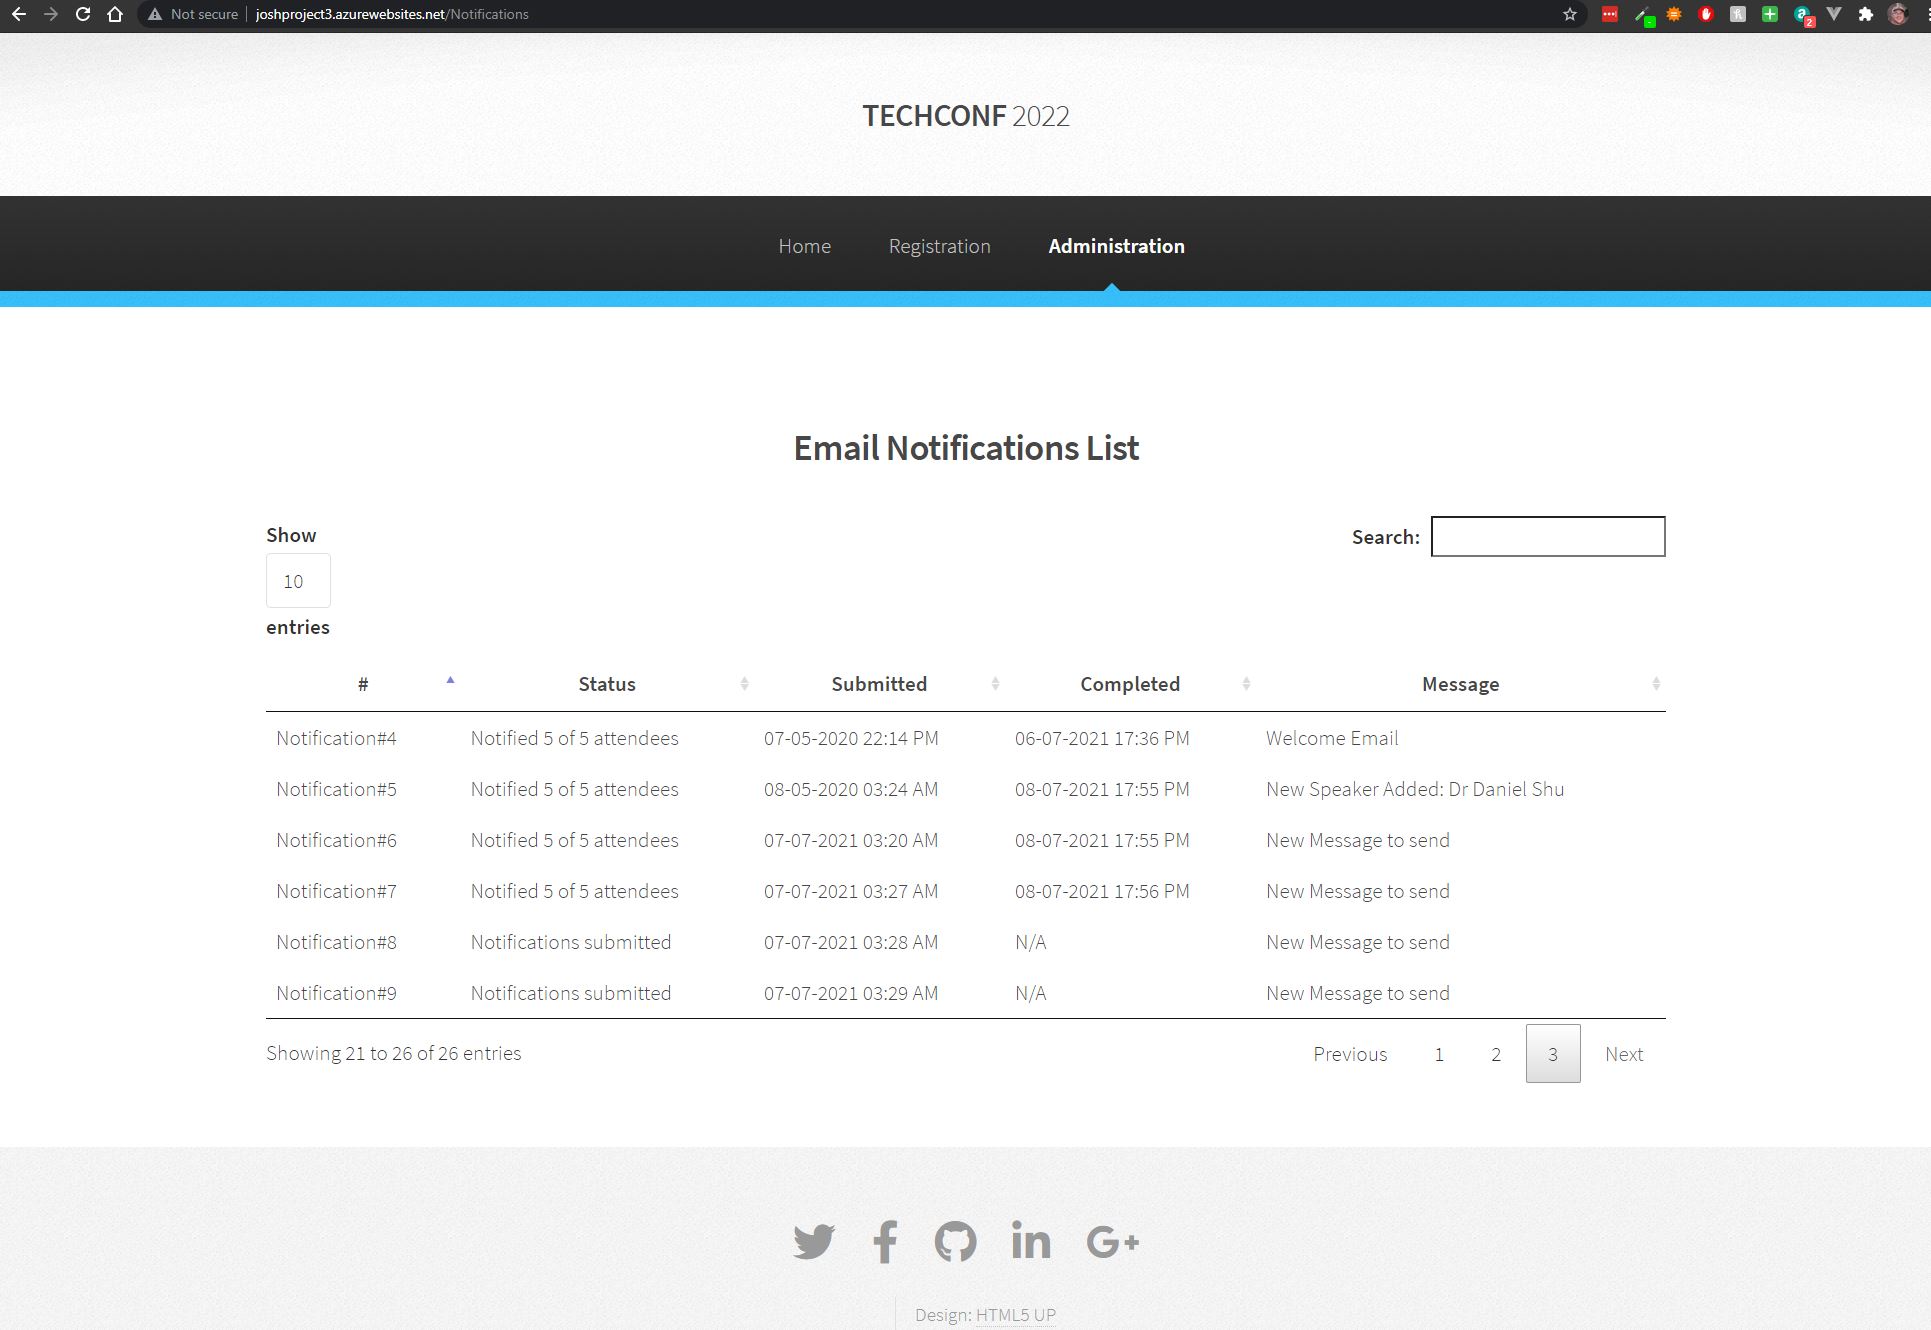 Not secure joshproject3.azurewebsites.net/Notifications
2
TECHCONF 2022
Home Registration Administration
Email Notifications List
Show
10
entries
Search:
# Status Submitted Completed Message
Notification#4 Notified 5 of 5 attendees 07-05-2020 22:14 PM 06-07-2021 17:36 PM Welcome Email
Notification#5 Notified 5 of 5 attendees 08-05-2020 03:24 AM 08-07-2021 17:55 PM New Speaker Added: Dr Daniel Shu
Notification#6 Notified 5 of 5 attendees 07-07-2021 03:20 AM 08-07-2021 17:55 PM New Message to send
Notification#7 Notified 5 of 5 attendees 07-07-2021 03:27 AM 08-07-2021 17:56 PM New Message to send
Notification#8 Notifications submitted 07-07-2021 03:28 AM N/A New Message to send
Notification#9 Notifications submitted 07-07-2021 03:29 AM N/A New Message to send
Showing 21 to 26 of 26 entries
Previous 1 2 3 Next
Design: HTML5 UP